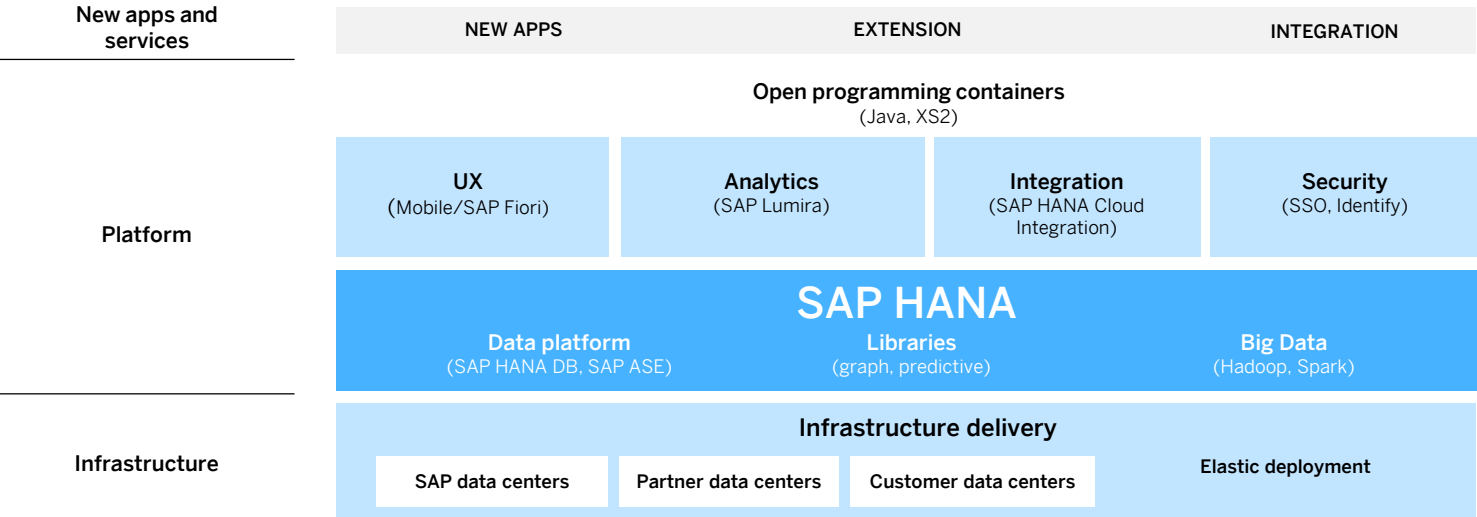 New apps and
services
NEW APPS
EXTENSION
INTEGRATION
Platform
Open programming containers
(Java, XS2)
UX
(Mobile/SAP Fiori)
Analytics
(SAP Lumira)
Integration
(SAP HANA Cloud
Integration)
Security
(SSO, Identify)
SAP HANA
Data platform
(SAP HANA DB, SAP ASE)
Libraries
(graph, predictive)
Big Data
(Hadoop, Spark)
Infrastructure
Infrastructure delivery
SAP data centers
Partner data centers
Customer data centers
Elastic deployment